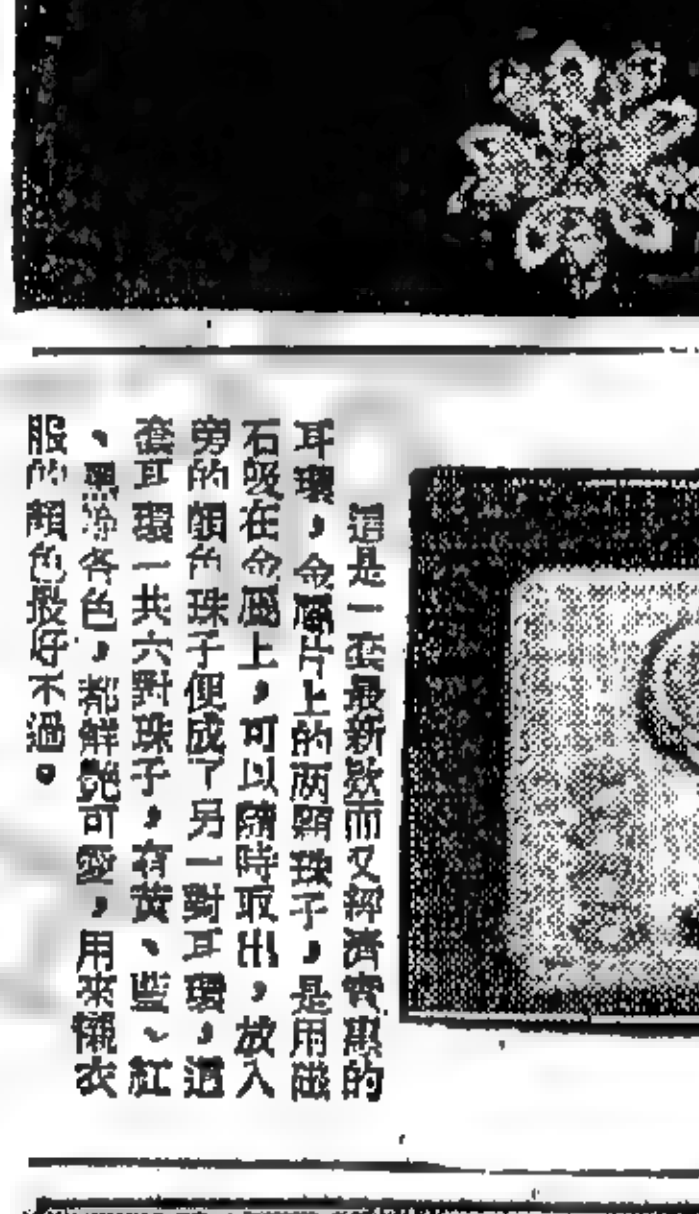 這是一套最新款而又經濟實惠的
耳環，金屬片上的两顆珠子，是用磁
石吸在金屬上，可以隨時取出，放入
旁的顏色珠子便成了另一對耳環，這
套耳環一共六對珠子，有黃、藍、紅
、黑等各色，都鮮艷可愛，用來襯衣
服的顏色最好不過。